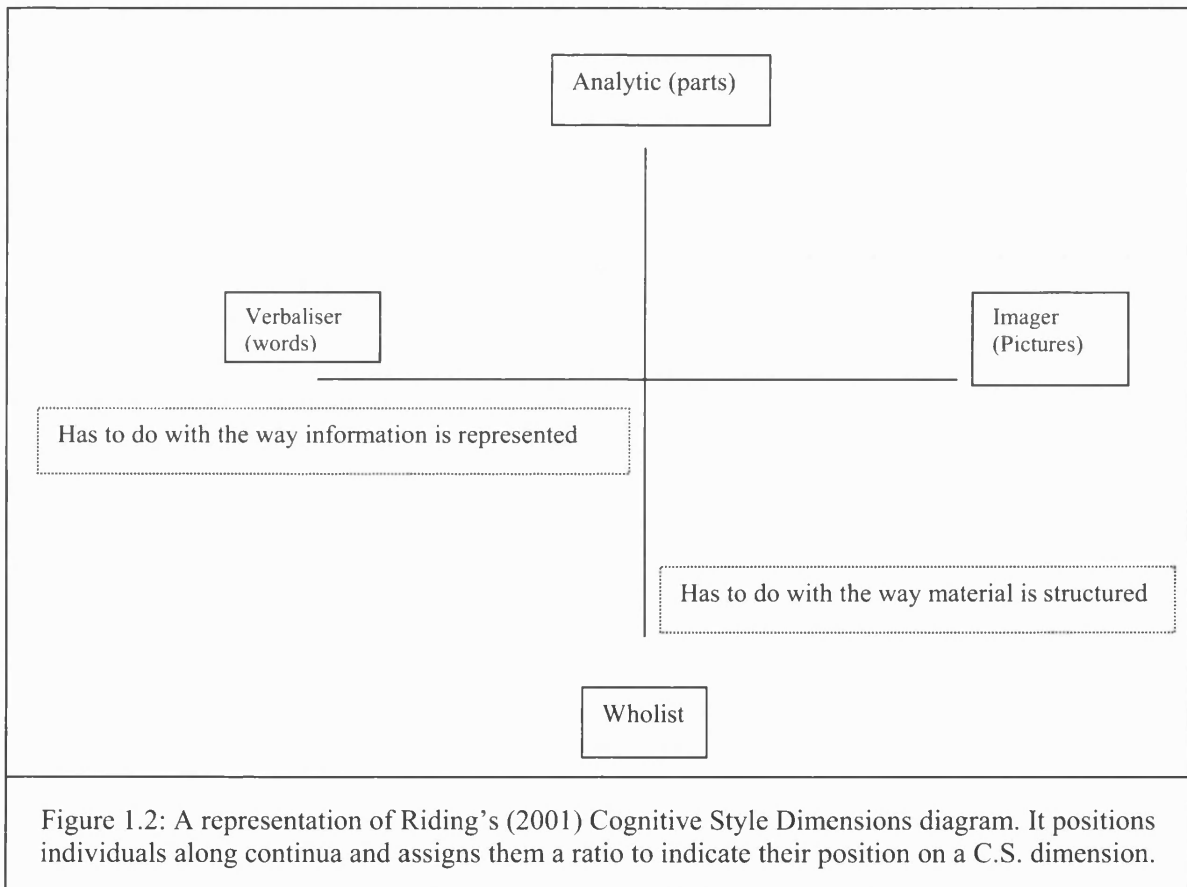 Analytic (parts)
Verbaliser
(words)
Imager
(Pictures)
Has to do with the way information is represented
Has to do with the way material is structured
Wholist
Figure 1.2: A representation of Riding's (2001) Cognitive Style Dimensions diagram. It positions
individuals along continua and assigns them a ratio to indicate their position on a C.S. dimension.